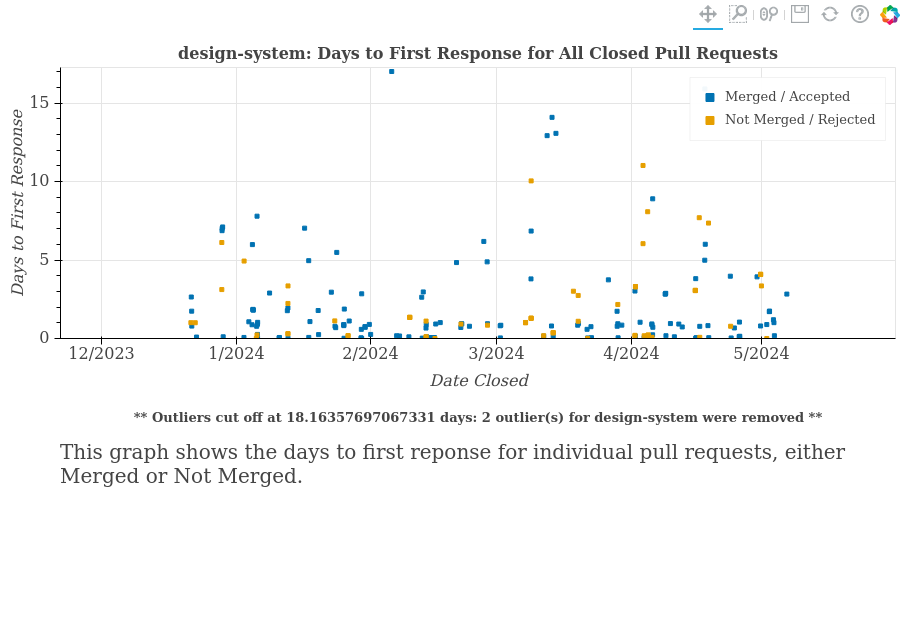 design-system: Days to First Response for All Closed Pull Requests
Merged / Accepted
Not Merged / Rejected
Days to First Response
15
10
5
0
12/2023 1/2024 2/2024 3/2024 4/2024 5/2024
Date Closed
** Outliers cut off at 18.16357697067331 days: 2 outlier(s) for design-system were removed **
This graph shows the days to first reponse for individual pull requests, either
Merged or Not Merged.